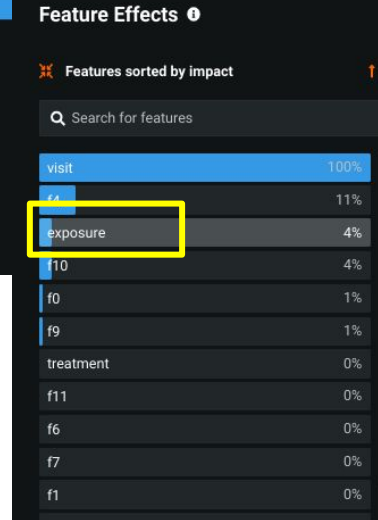 Feature Effects
Features sorted by impact
Search for features
visit 100%
f4 11%
exposure 4%
f10 4%
f0 1%
f9 1%
treatment 0%
f11 0%
f6 0%
f7 0%
f1 0%